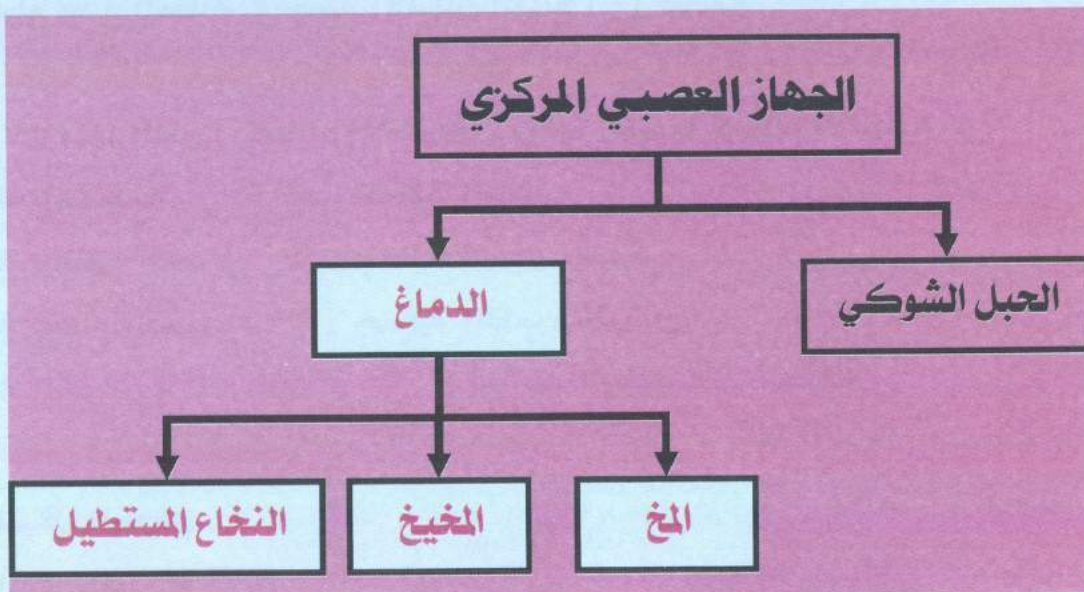 الجهاز العصبي المركزي
الحبل الشوكي
الدماغ
المخ
المخيخ
النخاع المستطيل